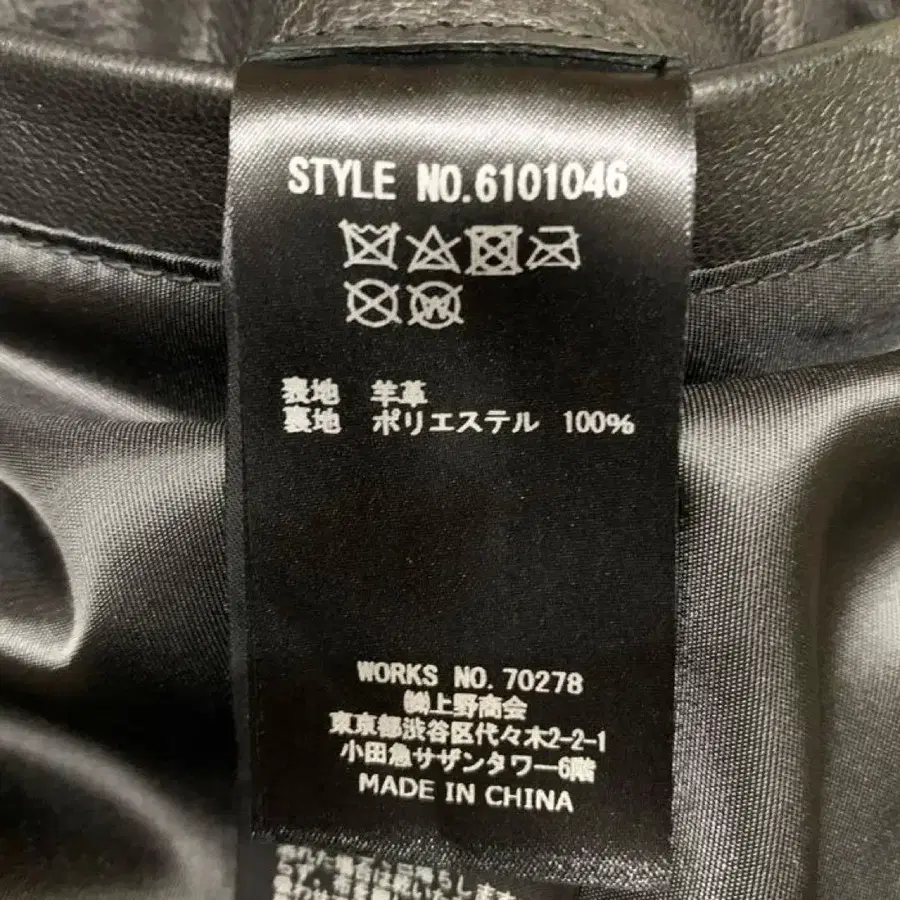 STYLE NO.6101046
W
表地 羊革
裏地 ポリエステル 100%
WORKS NO. 70278
㈱上野商会
東京都渋谷区代々木2-2-1
小田急サザンタワー6階
MADE IN CHINA